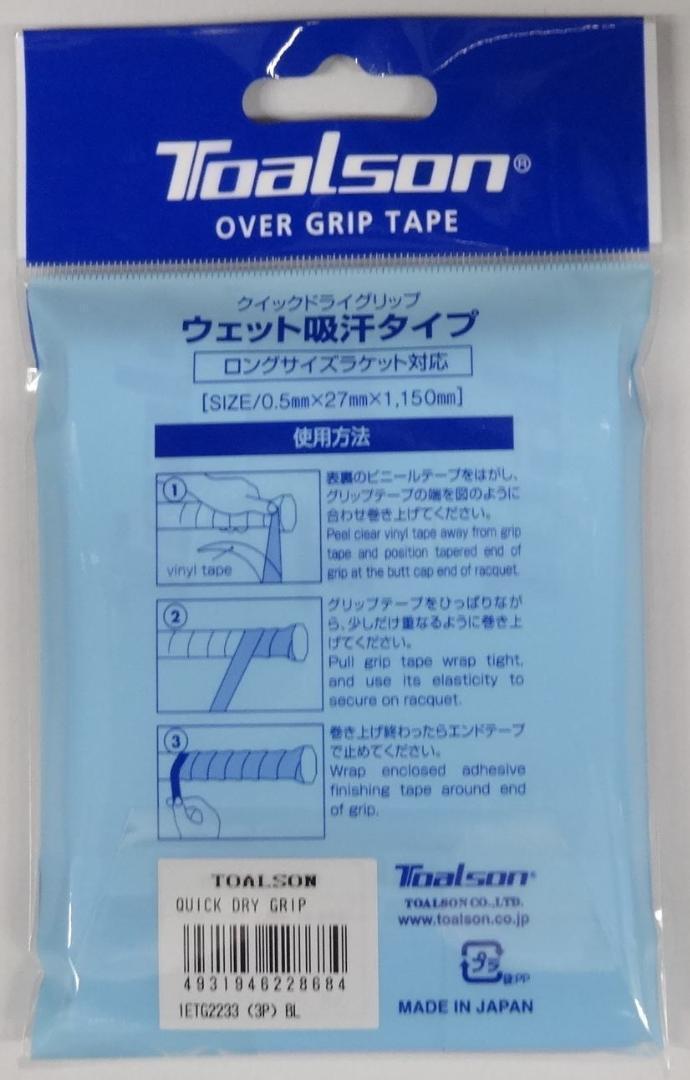 Toalson®
OVER GRIP TAPE
クイックドライグリップ
ウェット吸汗タイプ
ロングサイズラケット対応
[SIZE/0.5mm×27mm×1,150mm]
使用方法
1
vinyl tape
表裏のビニールテープをはがし、
グリップテープの端を図のように
合わせ巻き上げてください。
Peel clear vinyl tape away from grip
tape and position tapered end of
grip at the butt cap end of racquet.
2
グリップテープをひっぱりなが
ら、少しだけ重なるように巻き上
げてください。
Pull grip tape wrap tight,
and use its elasticity to
secure on racquet.
3
巻き上げ終わったらエンドテープ
で止めてください。
Wrap enclosed adhesive
finishing tape around end
of grip.
TOALSON
QUICK DRY GRIP
4931946228684
1ETG2233 (3P) BL
Toalson®
TOALSON CO.,LTD.
www.toalson.co.jp
プラ
袋:PP
MADE IN JAPAN